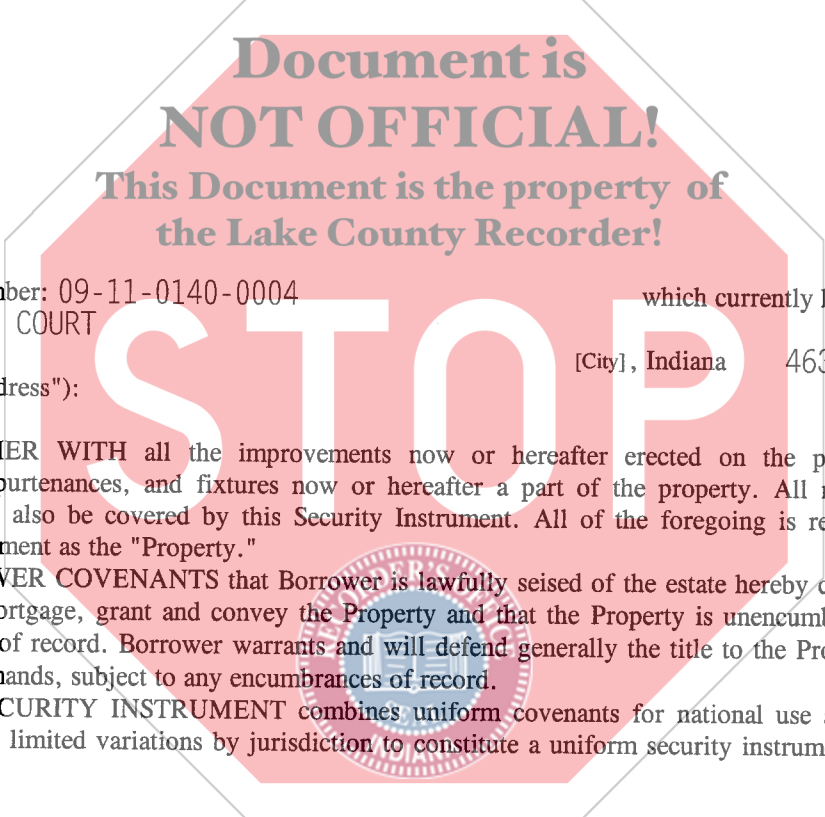 Document is
NOT OFFICIAL!
This Document is the property of
the Lake County Recorder!
ber: 09-11-0140-0004 which currently
COURT
STOP
[City], Indiana 463
dress"):
ER WITH all the improvements now or hereafter erected on the p
purtenances, and fixtures now or hereafter a part of the property. All
also be covered by this Security Instrument. All of the foregoing is re
ment as the "Property."
VER COVENANTS that Borrower is lawfully seised of the estate hereby
ortgage, grant and convey the Property and that the Property is unencumb
of record. Borrower warrants and will defend generally the title to the Pro
ands, subject to any encumbrances of record.
CURITY INSTRUMENT combines uniform covenants for national use
limited variations by jurisdiction to constitute a uniform security instrum
RECORDER'S
INDIANA